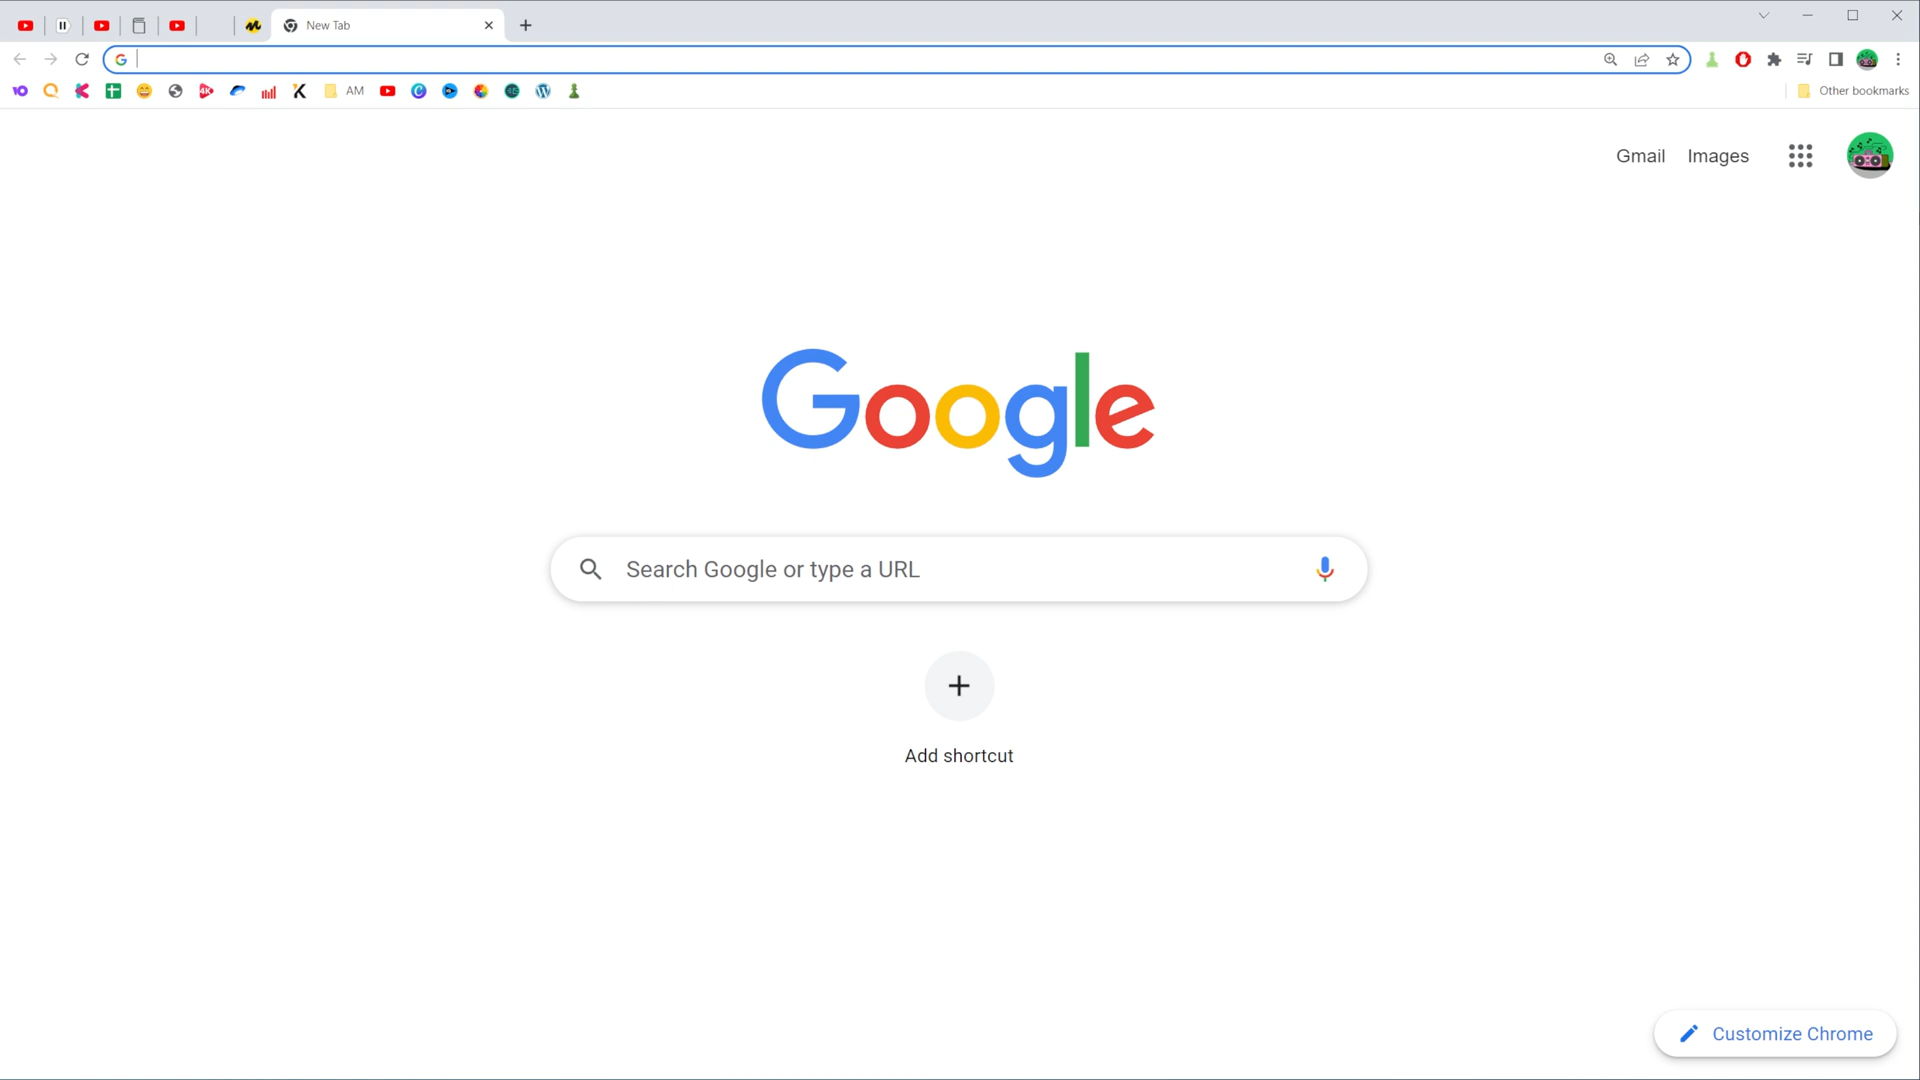 New Tab
AM
Other bookmarks
Gmail Images
Google
Search Google or type a URL
Add shortcut
Customize Chrome